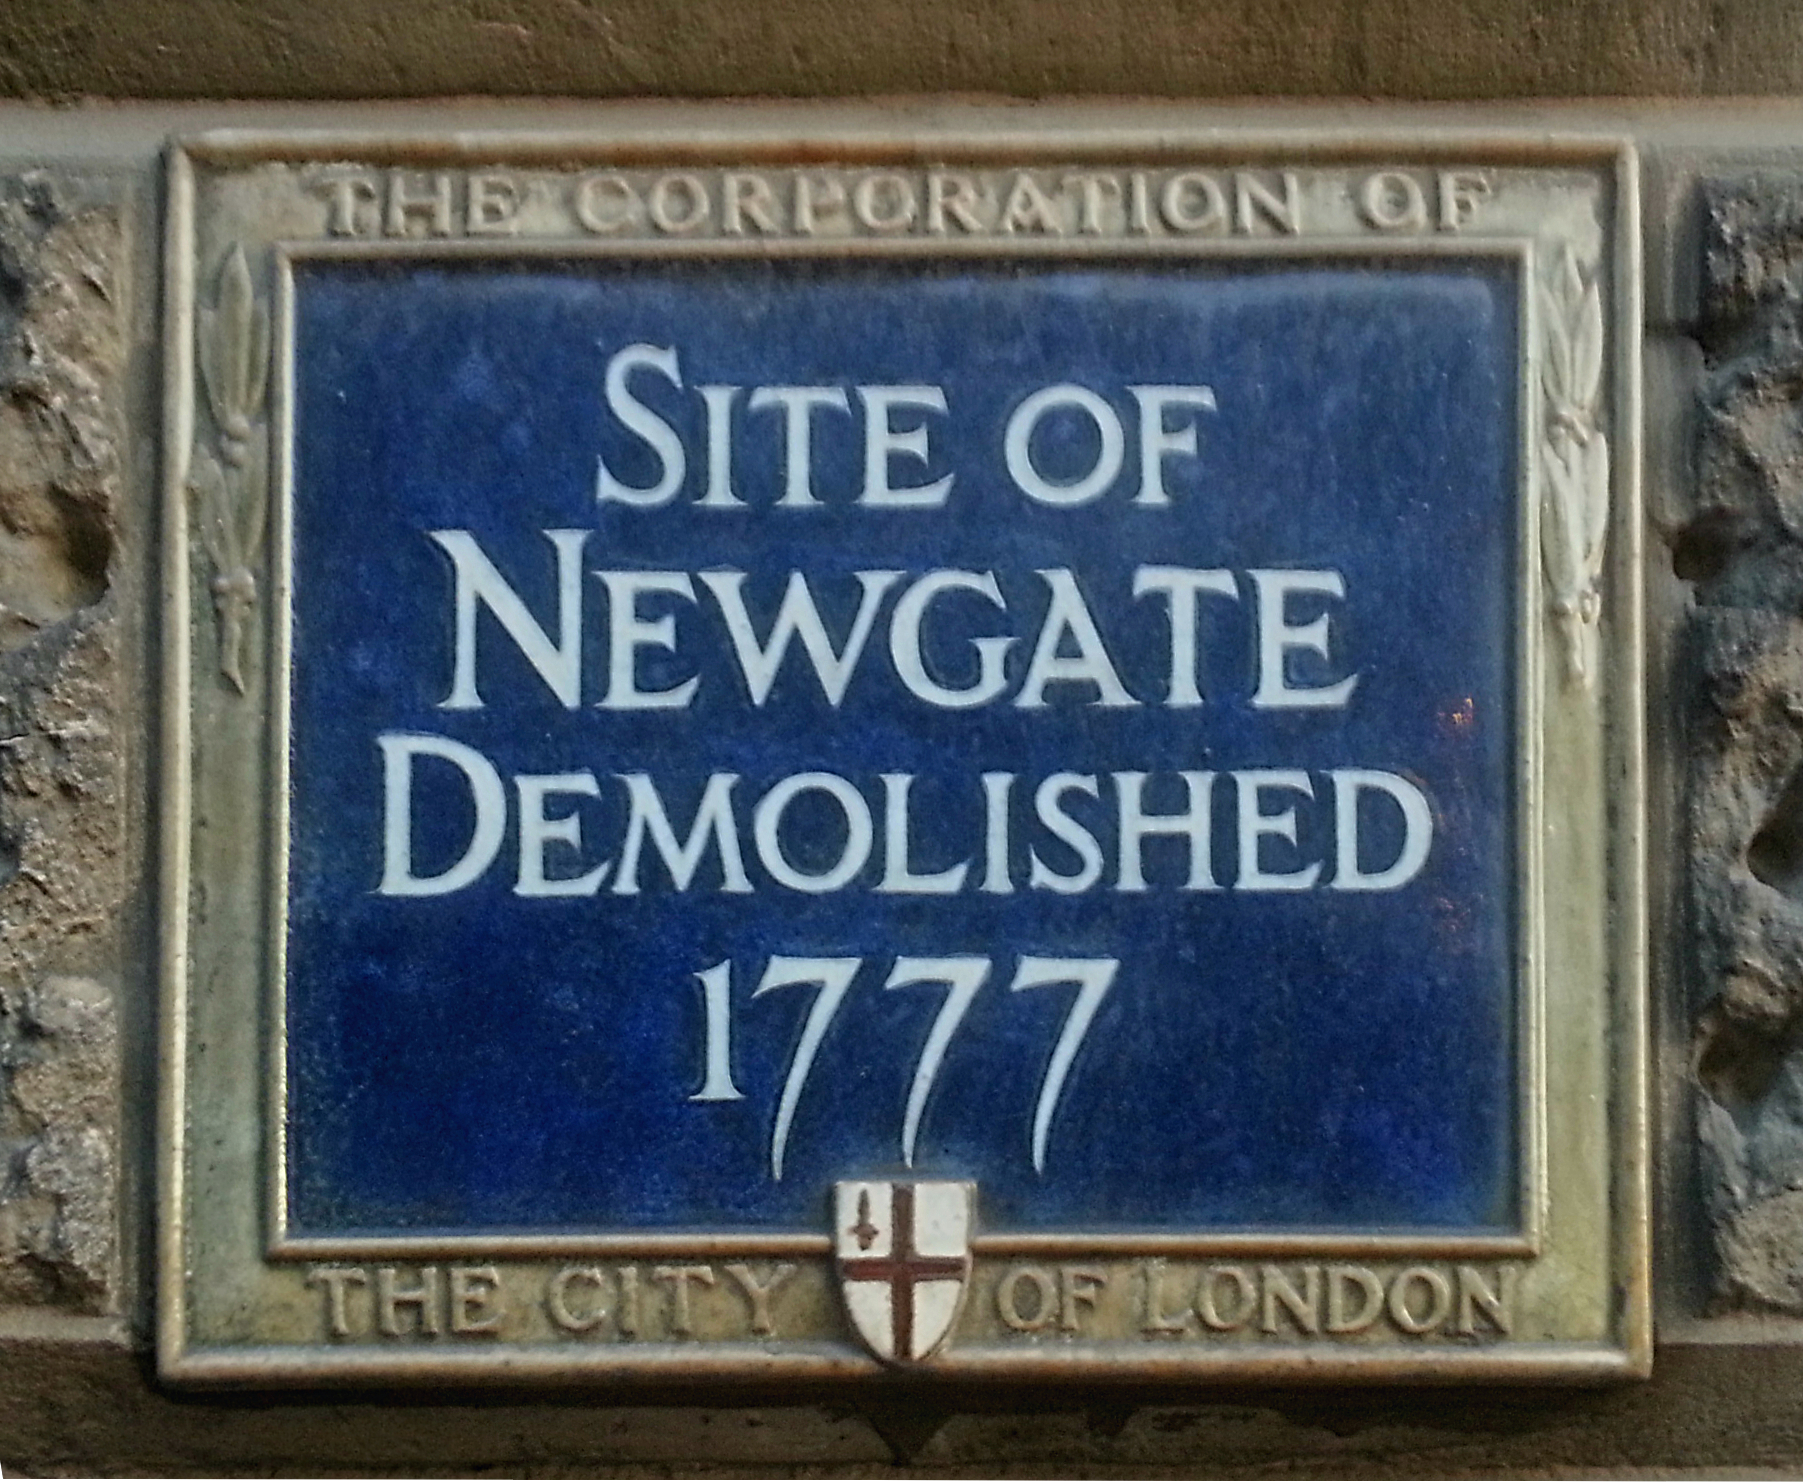 THE CORPORATION OF
SITE OF
NEWGATE
DEMOLISHED
1777
THE CITY OF LONDON